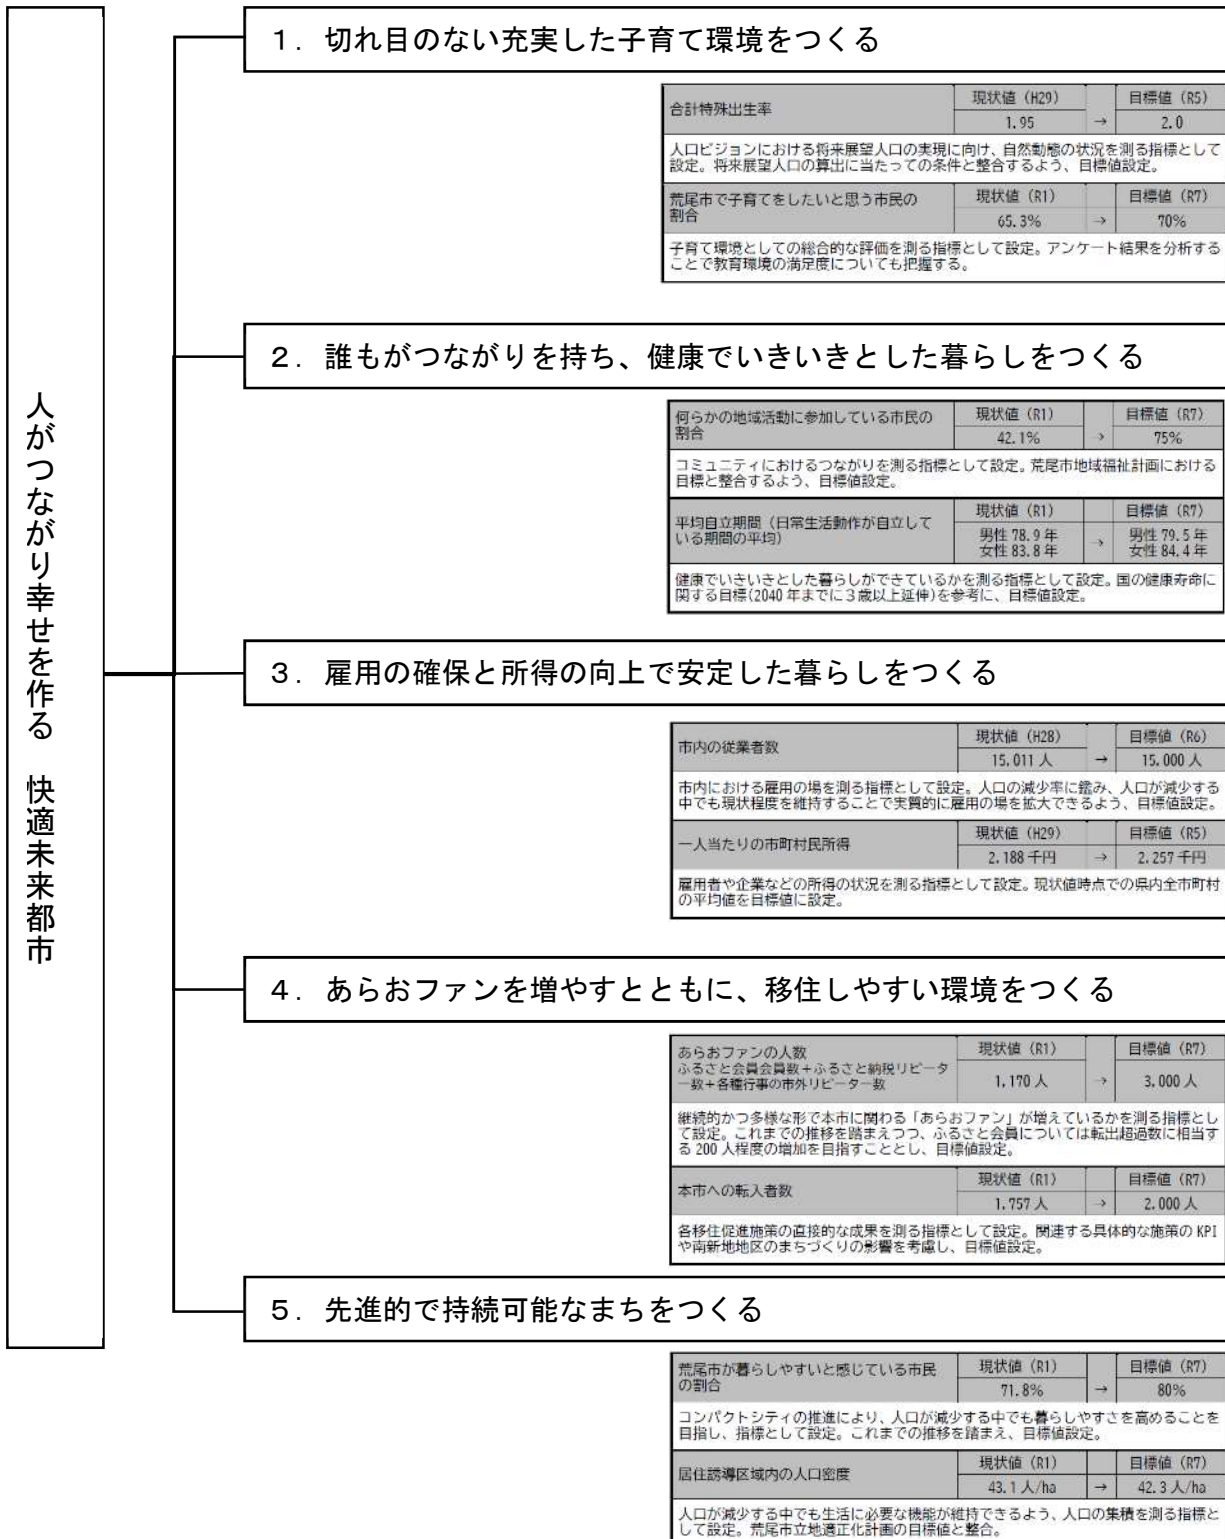 人がつながり幸せを作る　快適未来都市
１．切れ目のない充実した子育て環境をつくる
合計特殊出生率
現状値（H29）
目標値（R5）
1.95
→
2.0
人口ビジョンにおける将来展望人口の実現に向け、自然動態の状況を測る指標として
設定。将来展望人口の算出に当たっての条件と整合するよう、目標値設定。
荒尾市で子育てをしたいと思う市民の
割合
現状値（R1）
目標値（R7）
65.3%
→
70%
子育て環境としての総合的な評価を測る指標として設定。アンケート結果を分析する
ことで教育環境の満足度についても把握する。
２．誰もがつながりを持ち、健康でいきいきとした暮らしをつくる
何らかの地域活動に参加している市民の
割合
現状値（R1）
目標値（R7）
42.1%
→
75%
コミュニティにおけるつながりを測る指標として設定。荒尾市地域福祉計画における
目標と整合するよう、目標値設定。
平均自立期間（日常生活動作が自立して
いる期間の平均）
現状値（R1）
目標値（R7）
男性 78.9 年
女性 83.8 年
→
男性 79.5 年
女性 84.4 年
健康でいきいきとした暮らしができているかを測る指標として設定。国の健康寿命に
関する目標(2040 年までに３歳以上延伸)を参考に、目標値設定。
３．雇用の確保と所得の向上で安定した暮らしをつくる
市内の従業者数
現状値（H28）
目標値（R6）
15,011 人
→
15,000 人
市内における雇用の場を測る指標として設定。人口の減少率に鑑み、人口が減少する
中でも現状程度を維持することで実質的に雇用の場を拡大できるよう、目標値設定。
一人当たりの市町村民所得
現状値（H29）
目標値（R5）
2,188 千円
→
2,257 千円
雇用者や企業などの所得の状況を測る指標として設定。現状値時点での県内全市町村
の平均値を目標値に設定。
４．あらおファンを増やすとともに、移住しやすい環境をつくる
あらおファンの人数
ふるさと会員会員数＋ふるさと納税リピータ
ー数＋各種行事の市外リピーター数
現状値（R1）
目標値（R7）
1,170 人
→
3,000 人
継続的かつ多様な形で本市に関わる「あらおファン」が増えているかを測る指標とし
て設定。これまでの推移を踏まえつつ、ふるさと会員については転出超過数に相当す
る 200 人程度の増加を目指すこととし、目標値設定。
本市への転入者数
現状値（R1）
目標値（R7）
1,757 人
→
2,000 人
各移住促進施策の直接的な成果を測る指標として設定。関連する具体的な施策の KPI
や南新地地区のまちづくりの影響を考慮し、目標値設定。
５．先進的で持続可能なまちをつくる
荒尾市が暮らしやすいと感じている市民
の割合
現状値（R1）
目標値（R7）
71.8%
→
80%
コンパクトシティの推進により、人口が減少する中でも暮らしやすさを高めることを
目指し、指標として設定。これまでの推移を踏まえ、目標値設定。
居住誘導区域内の人口密度
現状値（R1）
目標値（R7）
43.1 人/ha
→
42.3 人/ha
人口が減少する中でも生活に必要な機能が維持できるよう、人口の集積を測る指標と
して設定。荒尾市立地適正化計画の目標値と整合。